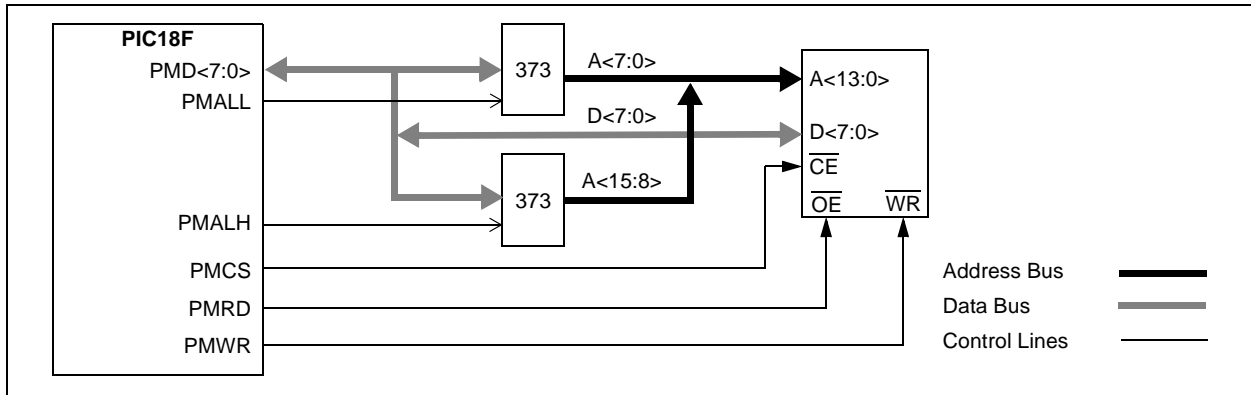 PIC18F
PMD<7:0>
PMALL
373
A<7:0>
A<13:0>
D<7:0>
D<7:0>
CE
373
A<15:8>
OE
WR
PMALH
PMCS
PMRD
PMWR
Address Bus
Data Bus
Control Lines